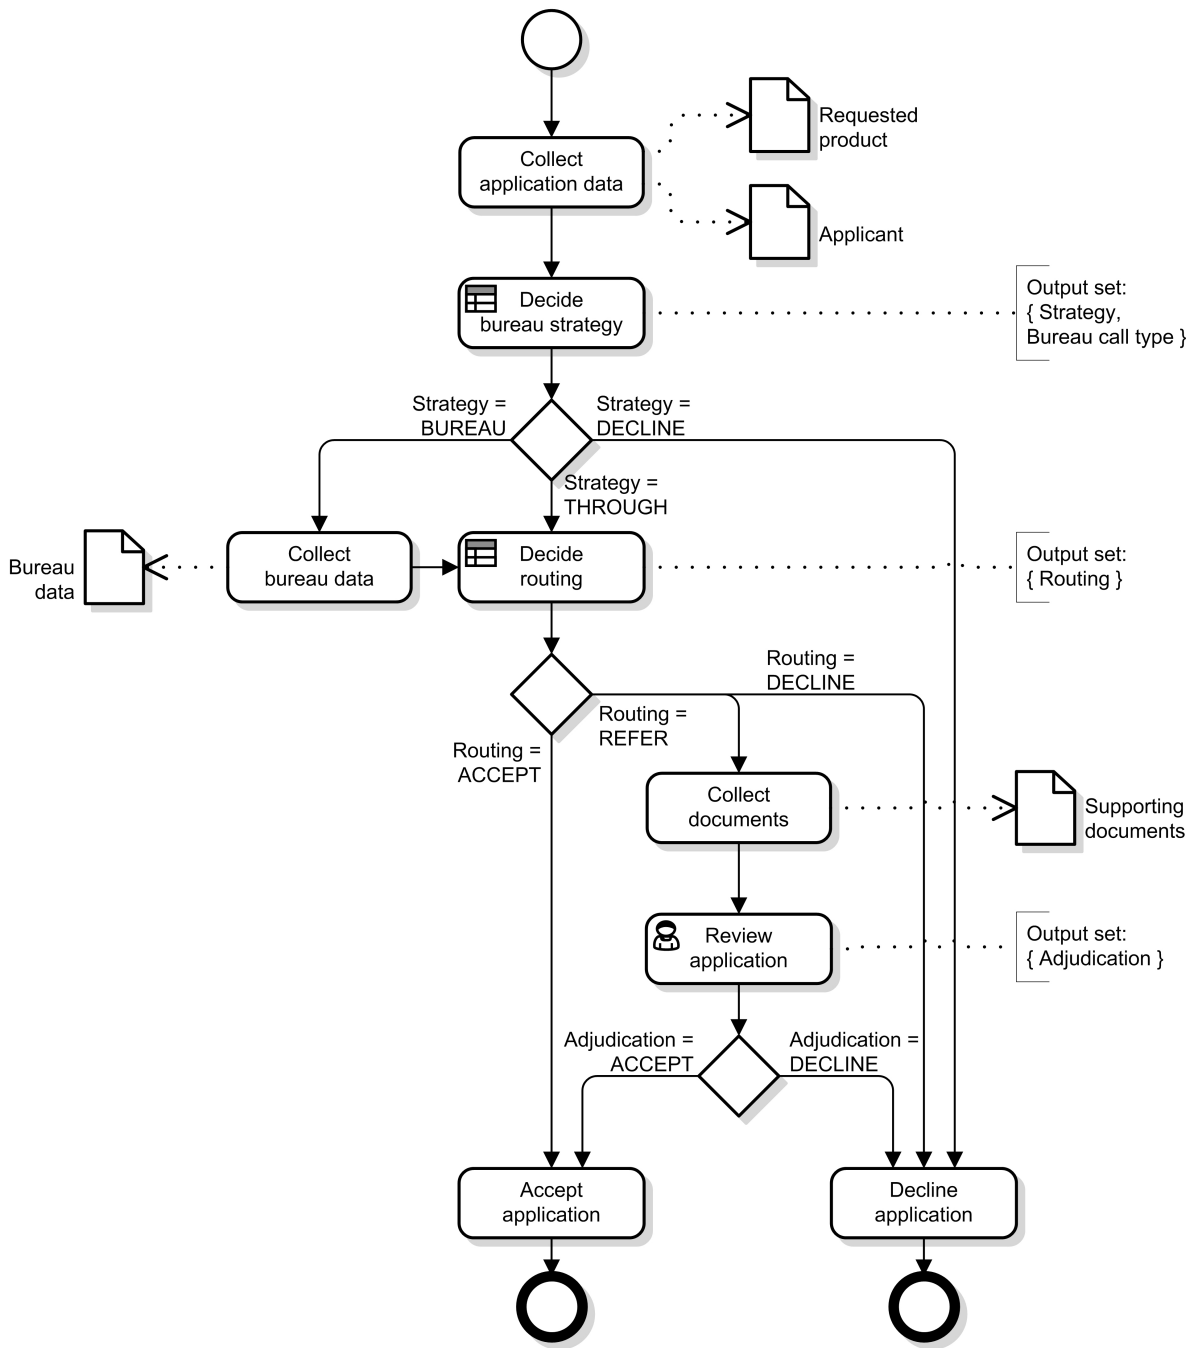 Requested
product
Collect
application data
Applicant
Decide
bureau strategy
Output set:
{ Strategy,
Bureau call type }
Strategy =
BUREAU
Strategy =
DECLINE
Strategy =
THROUGH
Bureau
data
Collect
bureau data
Decide
routing
Output set:
{ Routing }
Routing =
DECLINE
Routing =
REFER
Routing =
ACCEPT
Collect
documents
Supporting
documents
Review
application
Output set:
{ Adjudication }
Adjudication =
ACCEPT
Adjudication =
DECLINE
Accept
application
Decline
application